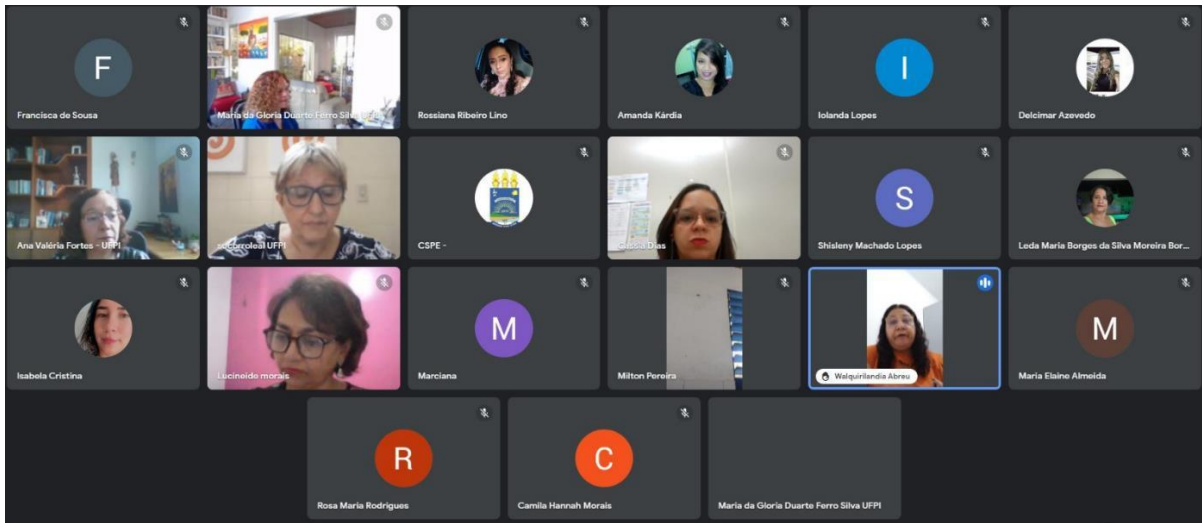 F
Francisca de Sousa
Maria da Gloria Duarte Ferro Silva UFPI
Rossiana Ribeiro Lino
Amanda Kárdia
I
Iolanda Lopes
Delcimar Azevedo
Ana Valéria Fortes - UFPI
socorroleal UFPI
CSPE -
Cássia Dias
S
Shisleny Machado Lopes
Leda Maria Borges da Silva Moreira Bor...
Isabela Cristina
Lucineide morais
M
Marciana
Milton Pereira
Walquirilandia Abreu
M
Maria Elaine Almeida
R
Rosa Maria Rodrigues
C
Camila Hannah Morais
Maria da Gloria Duarte Ferro Silva UFPI